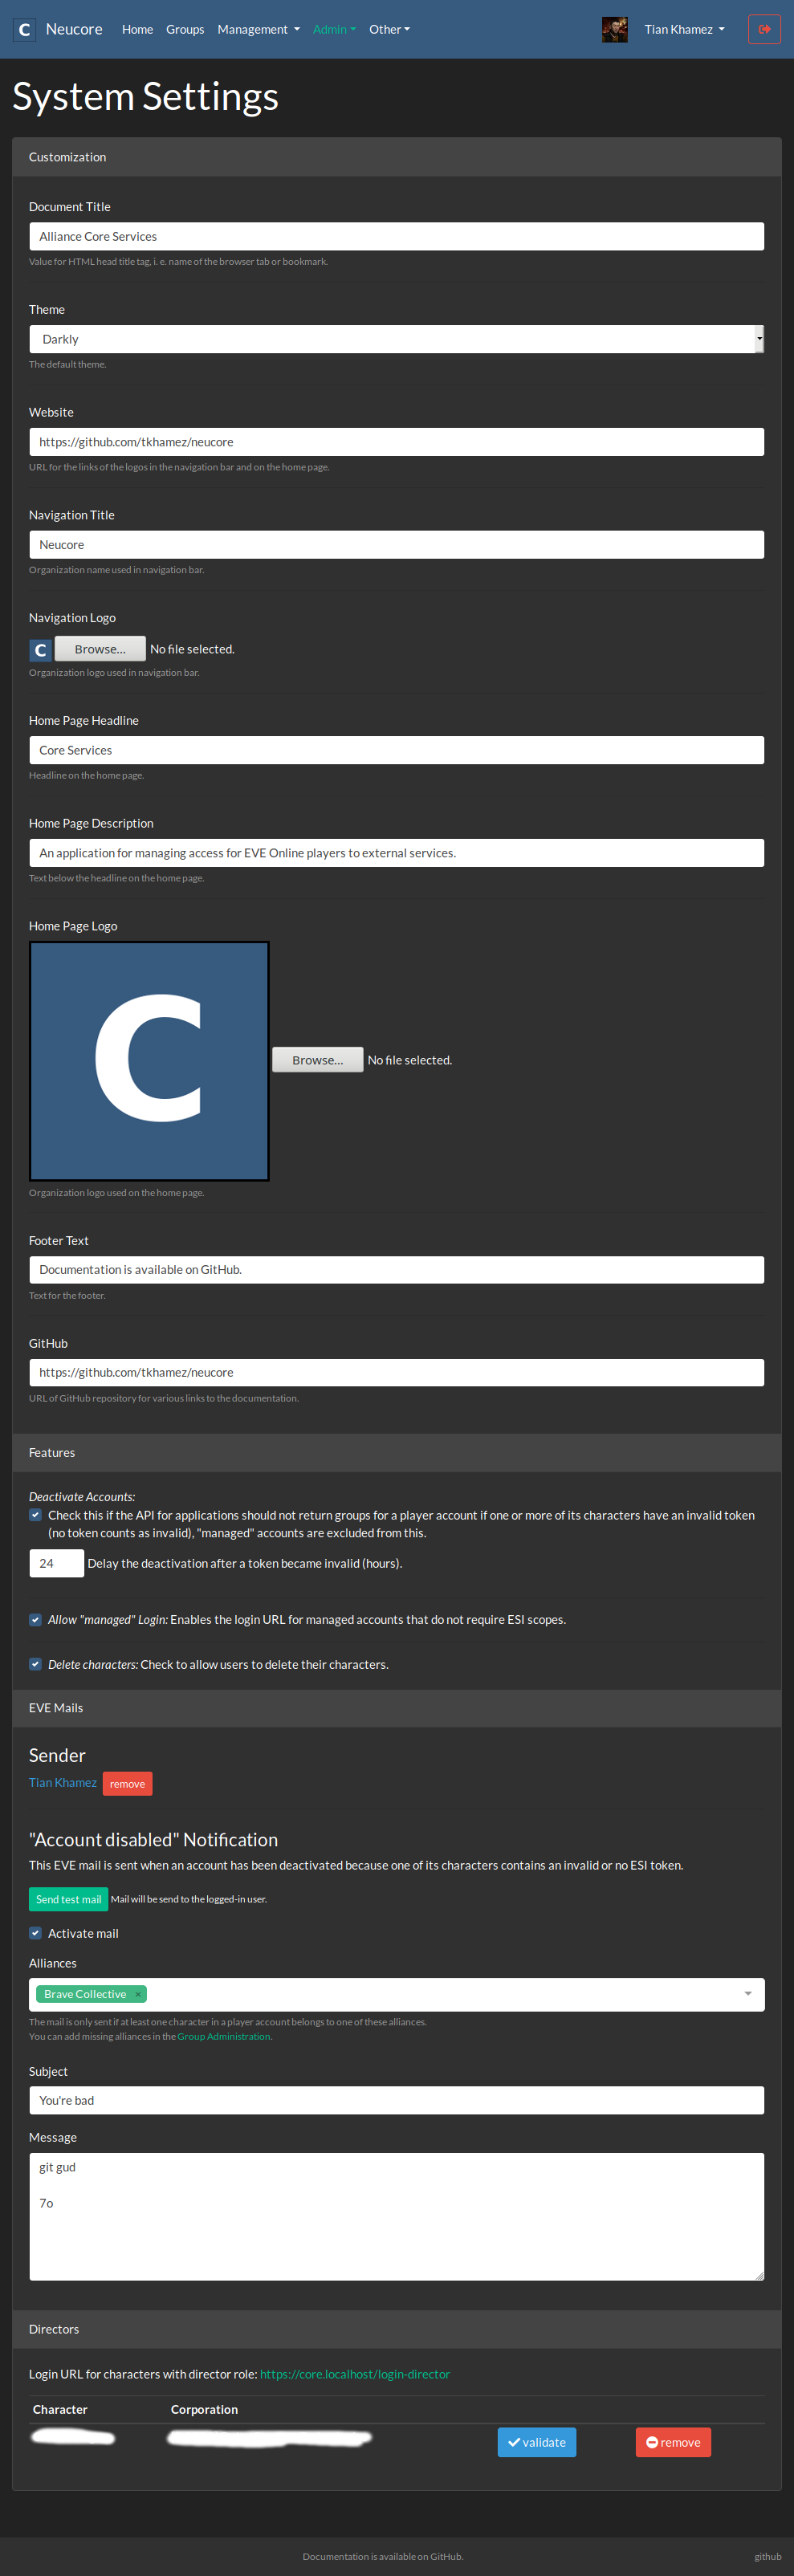 C Neucore Home Groups Management Admin Other Tian Khamez
System Settings
Customization
Document Title
Alliance Core Services
Value for HTML head title tag, i. e. name of the browser tab or bookmark.
Theme
Darkly
The default theme.
Website
https://github.com/tkhamez/neucore
URL for the links of the logos in the navigation bar and on the home page.
Navigation Title
Neucore
Organization name used in navigation bar.
Navigation Logo
C Browse... No file selected.
Organization logo used in navigation bar.
Home Page Headline
Core Services
Headline on the home page.
Home Page Description
An application for managing access for EVE Online players to external services.
Text below the headline on the home page.
Home Page Logo
C Browse... No file selected.
Organization logo used on the home page.
Footer Text
Documentation is available on GitHub.
Text for the footer.
GitHub
https://github.com/tkhamez/neucore
URL of GitHub repository for various links to the documentation.
Features
Deactivate Accounts:
Check this if the API for applications should not return groups for a player account if one or more of its characters have an invalid token
(no token counts as invalid), "managed" accounts are excluded from this.
24 Delay the deactivation after a token became invalid (hours).
Allow "managed" Login: Enables the login URL for managed accounts that do not require ESI scopes.
Delete characters: Check to allow users to delete their characters.
EVE Mails
Sender
Tian Khamez remove
"Account disabled" Notification
This EVE mail is sent when an account has been deactivated because one of its characters contains an invalid or no ESI token.
Send test mail Mail will be send to the logged-in user.
Activate mail
Alliances
Brave Collective ×
The mail is only sent if at least one character in a player account belongs to one of these alliances.
You can add missing alliances in the Group Administration.
Subject
You're bad
Message
git gud
7o
Directors
Login URL for characters with director role: https://core.localhost/login-director
Character Corporation
validate remove
Documentation is available on GitHub. github